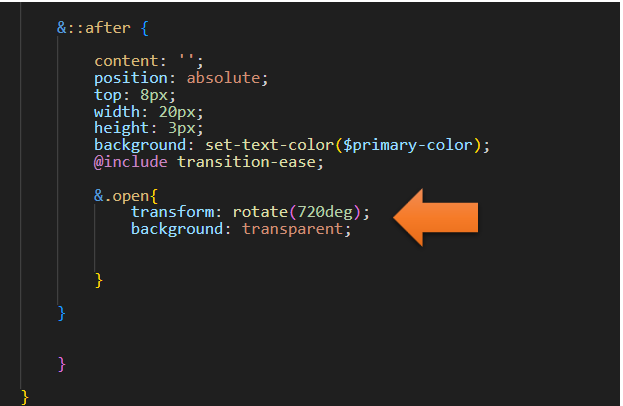 &::after {
content: '';
position: absolute;
top: 8px;
width: 20px;
height: 3px;
background: set-text-color($primary-color);
@include transition-ease;
&.open{
transform: rotate(720deg);
background: transparent;
}
}
}
}